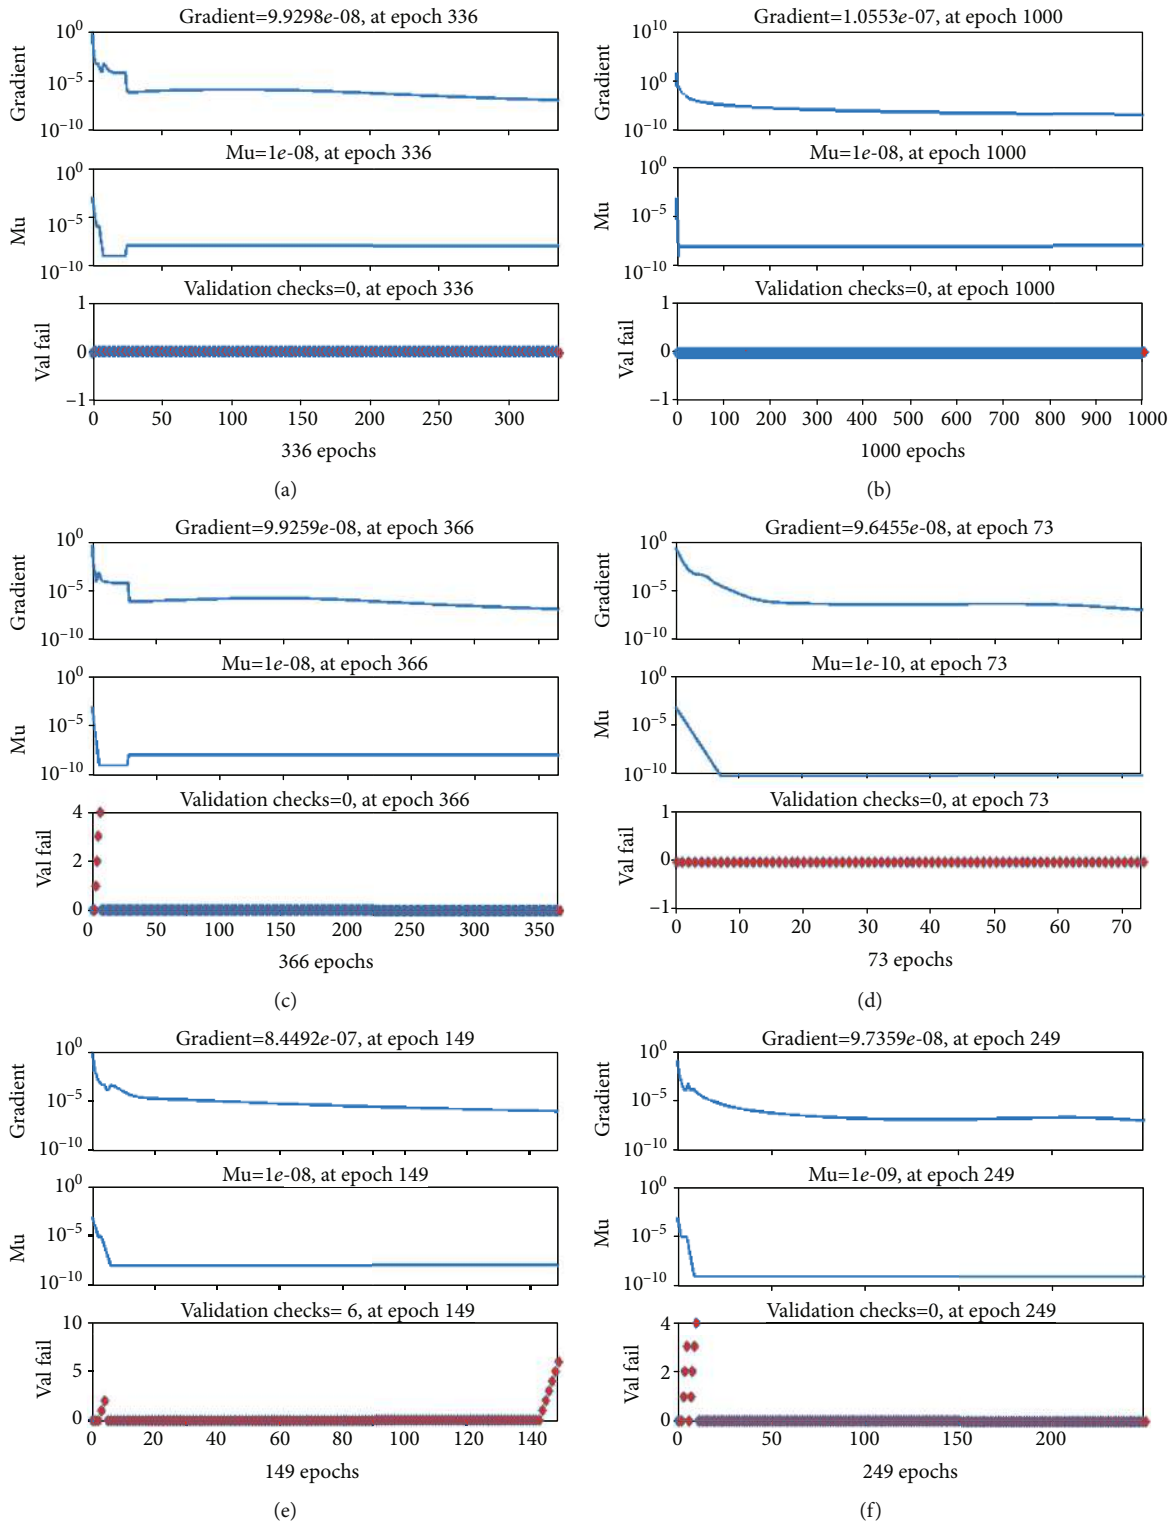 Gradient=9.9298e-08, at epoch 336
Gradient
10^0
10^-5
10^-10
Mu=1e-08, at epoch 336
Mu
10^0
10^-5
10^-10
Validation checks=0, at epoch 336
Val fail
1
0
−1
0 50 100 150 200 250 300
336 epochs
(a)
Gradient=1.0553e-07, at epoch 1000
Gradient
10^10
10^0
10^-10
Mu=1e-08, at epoch 1000
Mu
10^0
10^-5
10^-10
Validation checks=0, at epoch 1000
Val fail
1
0
−1
0 100 200 300 400 500 600 700 800 900 1000
1000 epochs
(b)
Gradient=9.9259e-08, at epoch 366
Gradient
10^0
10^-5
10^-10
Mu=1e-08, at epoch 366
Mu
10^0
10^-5
10^-10
Validation checks=0, at epoch 366
Val fail
4
2
0
0 50 100 150 200 250 300 350
366 epochs
(c)
Gradient=9.6455e-08, at epoch 73
Gradient
10^0
10^-5
10^-10
Mu=1e-10, at epoch 73
Mu
10^0
10^-5
10^-10
Validation checks=0, at epoch 73
Val fail
1
0
−1
0 10 20 30 40 50 60 70
73 epochs
(d)
Gradient=8.4492e-07, at epoch 149
Gradient
10^0
10^-5
10^-10
Mu=1e-08, at epoch 149
Mu
10^0
10^-5
10^-10
Validation checks= 6, at epoch 149
Val fail
10
5
0
0 20 40 60 80 100 120 140
149 epochs
(e)
Gradient=9.7359e-08, at epoch 249
Gradient
10^0
10^-5
10^-10
Mu=1e-09, at epoch 249
Mu
10^0
10^-5
10^-10
Validation checks=0, at epoch 249
Val fail
4
2
0
0 50 100 150 200
249 epochs
(f)